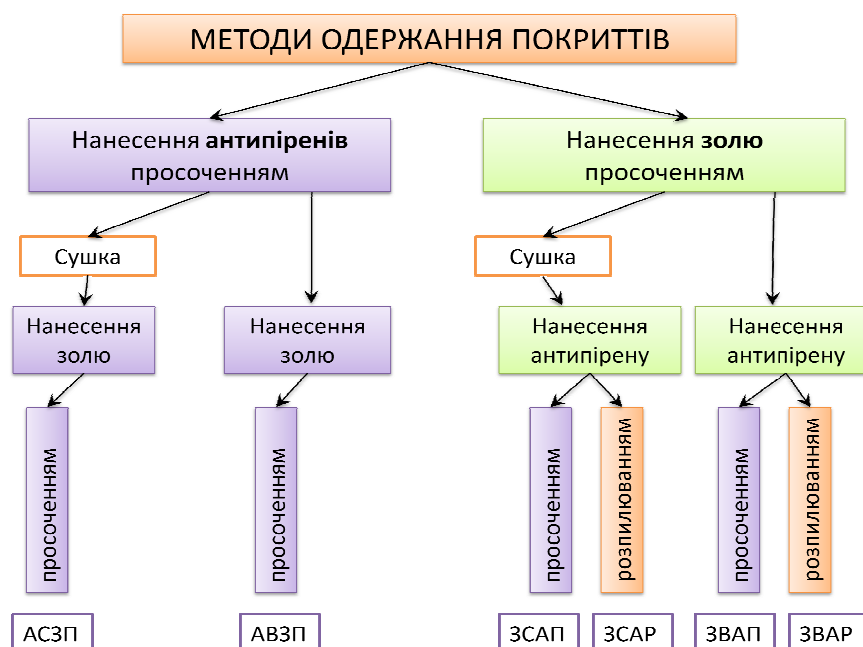 МЕТОДИ ОДЕРЖАННЯ ПОКРИТТІВ
Нанесення антипіренів
просоченням
Нанесення золю
просоченням
Сушка
Сушка
Нанесення
золю
Нанесення
золю
Нанесення
антипірену
Нанесення
антипірену
просоченням
просоченням
просоченням
розпилюванням
просоченням
розпилюванням
АСЗП
АВЗП
ЗСАП
ЗСАР
ЗВАП
ЗВАР